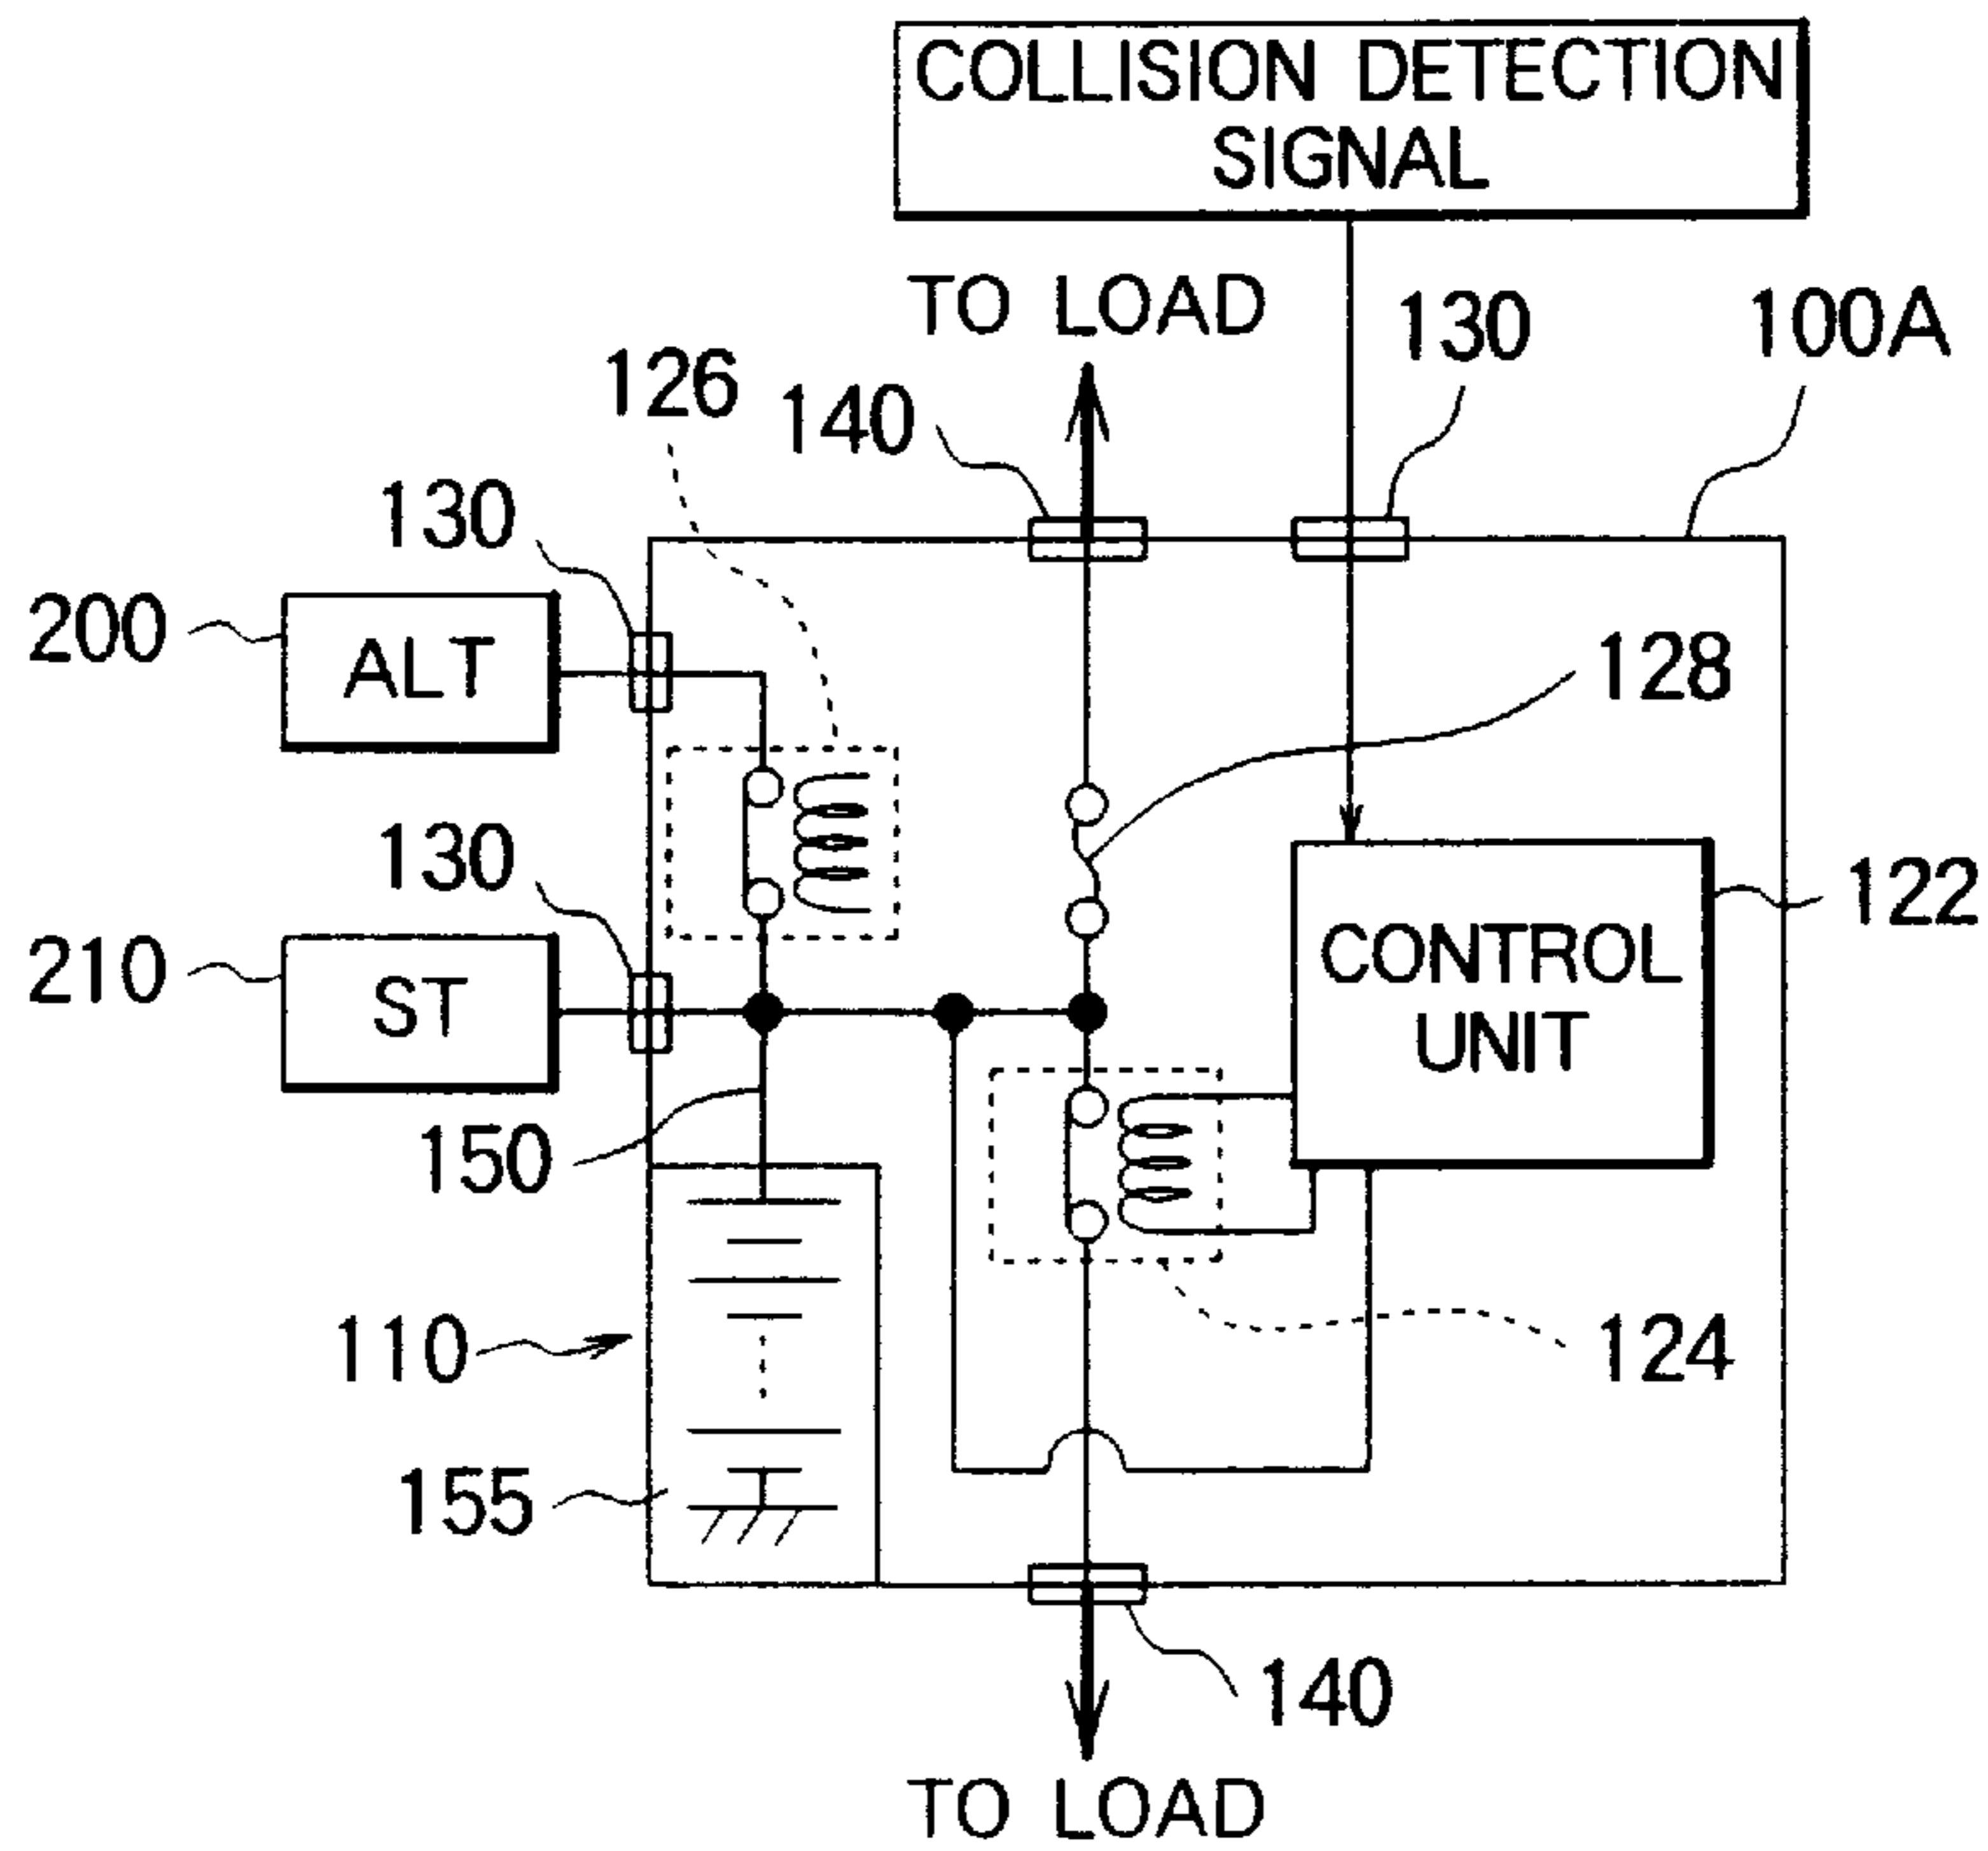 COLLISION DETECTION
SIGNAL
TO LOAD
130
100A
126
140
130
200
ALT
128
130
122
210
ST
CONTROL
UNIT
150
110
124
155
140
TO LOAD